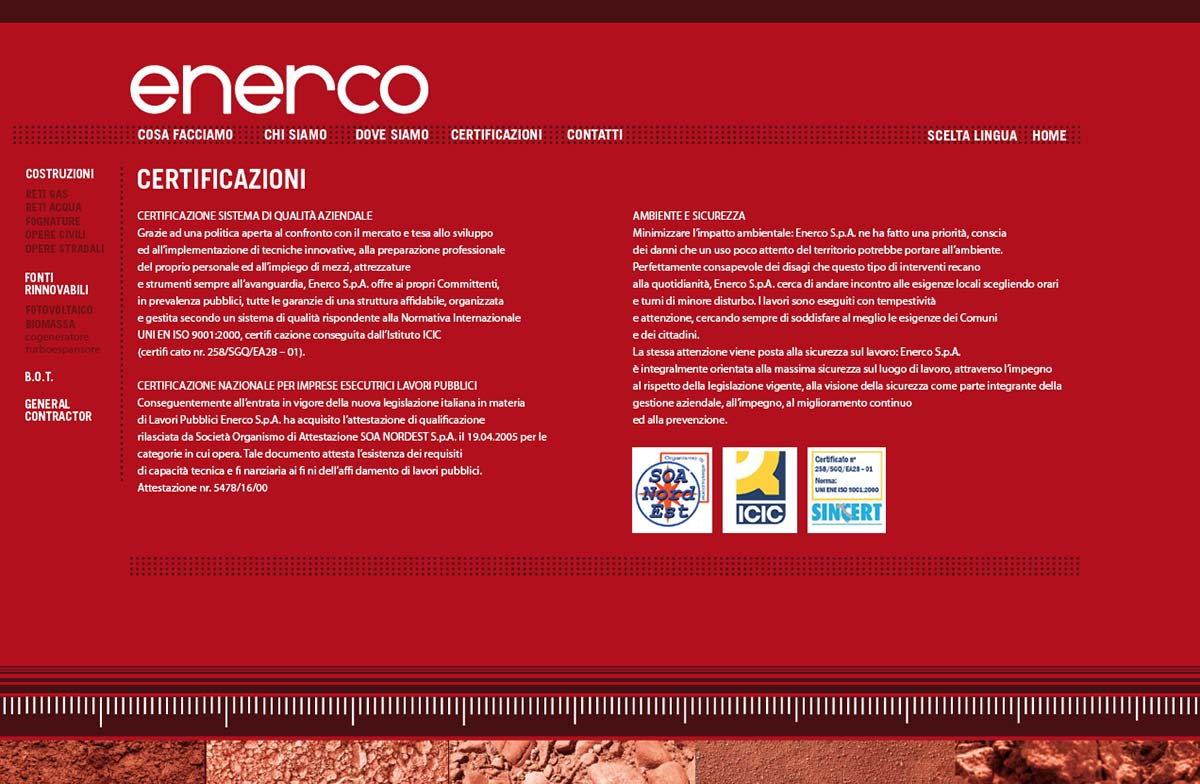 enerco
COSA FACCIAMO CHI SIAMO DOVE SIAMO CERTIFICAZIONI CONTATTI SCELTA LINGUA HOME
COSTRUZIONI
RETI GAS
RETI ACQUA
FOGNATURE
OPERE CIVILI
OPERE STRADALI
FONTI
RINNOVABILI
FOTOVOLTAICO
BIOMASSA
cogeneratore
turboespansore
B.O.T.
GENERAL
CONTRACTOR
CERTIFICAZIONI
CERTIFICAZIONE SISTEMA DI QUALITÀ AZIENDALE
Grazie ad una politica aperta al confronto con il mercato e tesa allo sviluppo
ed all’implementazione di tecniche innovative, alla preparazione professionale
del proprio personale ed all’impiego di mezzi, attrezzature
e strumenti sempre all’avanguardia, Enerco S.p.A. offre ai propri Committenti,
in prevalenza pubblici, tutte le garanzie di una struttura affidabile, organizzata
e gestita secondo un sistema di qualità rispondente alla Normativa Internazionale
UNI EN ISO 9001:2000, certifi cazione conseguita dall’Istituto ICIC
(certifi cato nr. 258/SGQ/EA28 – 01).
CERTIFICAZIONE NAZIONALE PER IMPRESE ESECUTRICI LAVORI PUBBLICI
Conseguentemente all’entrata in vigore della nuova legislazione italiana in materia
di Lavori Pubblici Enerco S.p.A. ha acquisito l’attestazione di qualificazione
rilasciata da Società Organismo di Attestazione SOA NORDEST S.p.A. il 19.04.2005 per le
categorie in cui opera. Tale documento attesta l’esistenza dei requisiti
di capacità tecnica e fi nanziaria ai fi ni dell’affi damento di lavori pubblici.
Attestazione nr. 5478/16/00
AMBIENTE E SICUREZZA
Minimizzare l’impatto ambientale: Enerco S.p.A. ne ha fatto una priorità, conscia
dei danni che un uso poco attento del territorio potrebbe portare all’ambiente.
Perfettamente consapevole dei disagi che questo tipo di interventi recano
alla quotidianità, Enerco S.p.A. cerca di andare incontro alle esigenze locali scegliendo orari
e turni di minore disturbo. I lavori sono eseguiti con tempestività
e attenzione, cercando sempre di soddisfare al meglio le esigenze dei Comuni
e dei cittadini.
La stessa attenzione viene posta alla sicurezza sul lavoro: Enerco S.p.A.
è integralmente orientata alla massima sicurezza sul luogo di lavoro, attraverso l’impegno
al rispetto della legislazione vigente, alla visione della sicurezza come parte integrante della
gestione aziendale, all’impegno, al miglioramento continuo
ed alla prevenzione.
Organismo
di attestazione
SOA
Nord
Est
ICIC
Certificato n°
258/SGQ/EA28 - 01
Norma:
UNI ENE ISO 9001:2000
SINCERT